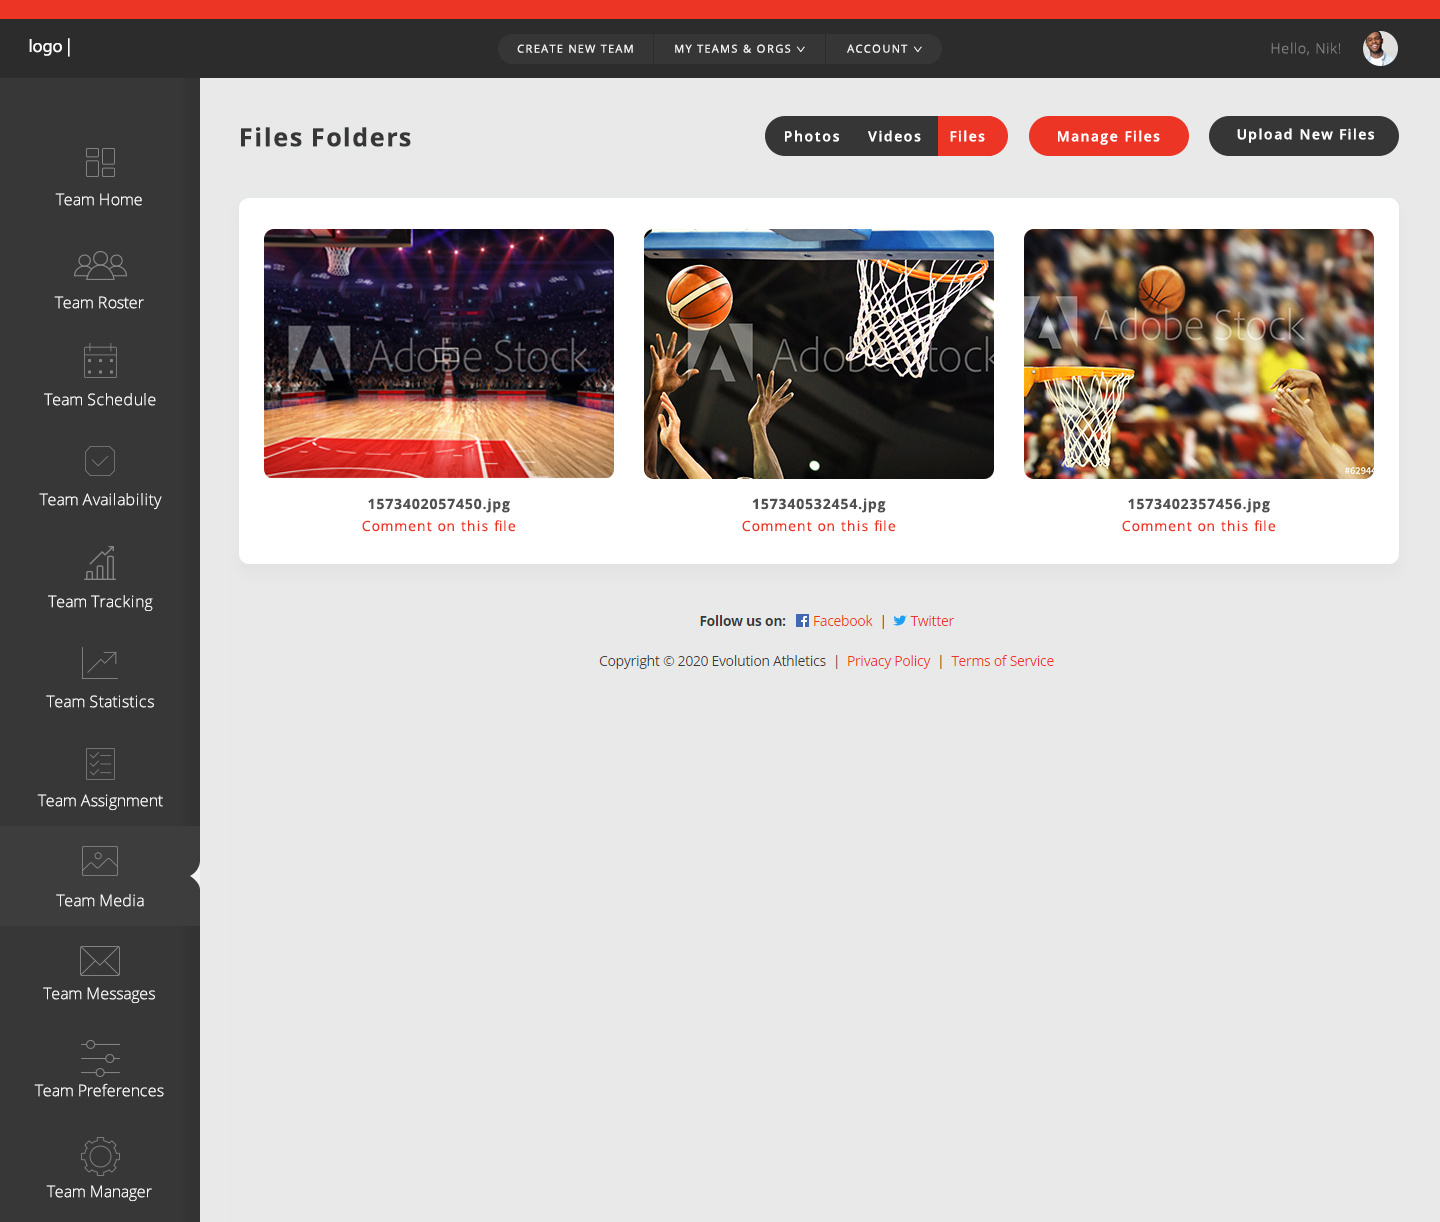 logo |
CREATE NEW TEAM
MY TEAMS & ORGS
ACCOUNT
Hello, Nik!
Team Home
Team Roster
Team Schedule
Team Availability
Team Tracking
Team Statistics
Team Assignment
Team Media
Team Messages
Team Preferences
Team Manager
Files Folders
Photos
Videos
Files
Manage Files
Upload New Files
Adobe Stock
Adobe Stock
Adobe Stock
#6294
1573402057450.jpg
Comment on this file
157340532454.jpg
Comment on this file
1573402357456.jpg
Comment on this file
Follow us on: Facebook | Twitter
Copyright © 2020 Evolution Athletics | Privacy Policy | Terms of Service